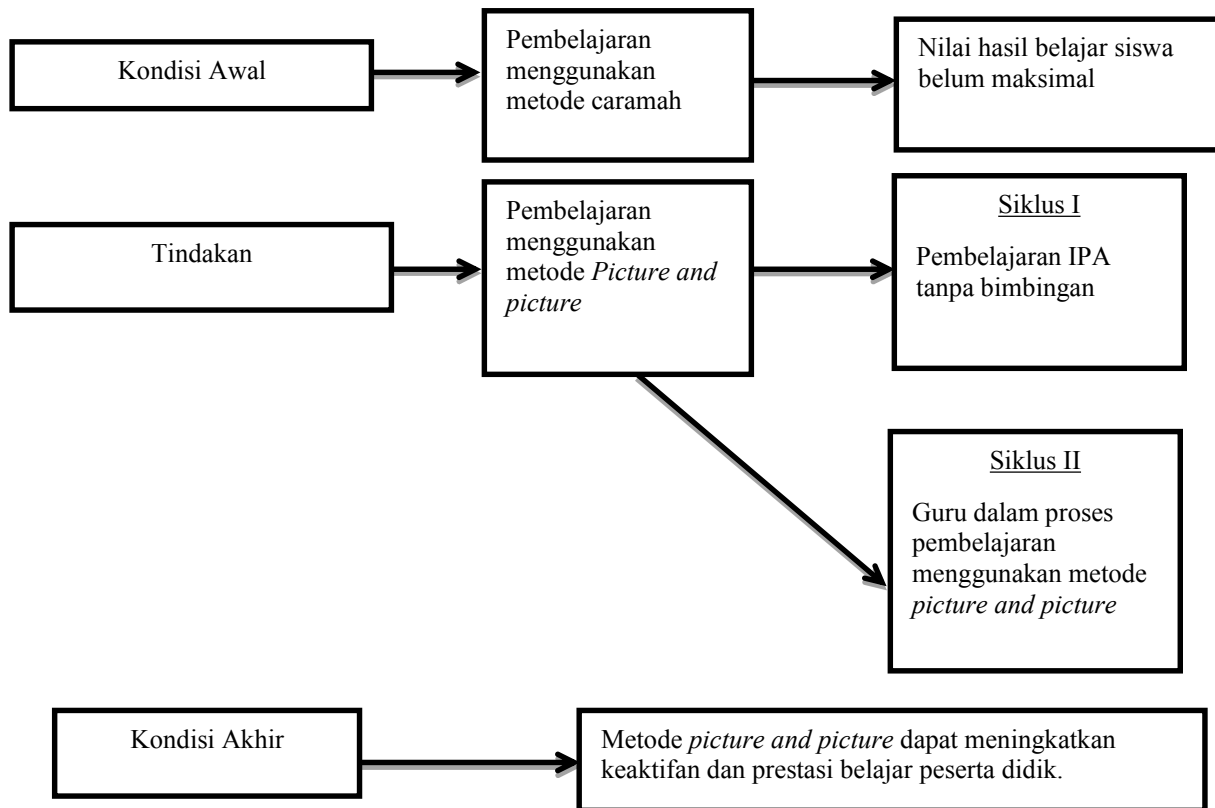 Kondisi Awal
Pembelajaran
menggunakan
metode caramah
Nilai hasil belajar siswa
belum maksimal
Tindakan
Pembelajaran
menggunakan
metode Picture and
picture
Siklus I
Pembelajaran IPA
tanpa bimbingan
Siklus II
Guru dalam proses
pembelajaran
menggunakan metode
picture and picture
Kondisi Akhir
Metode picture and picture dapat meningkatkan
keaktifan dan prestasi belajar peserta didik.